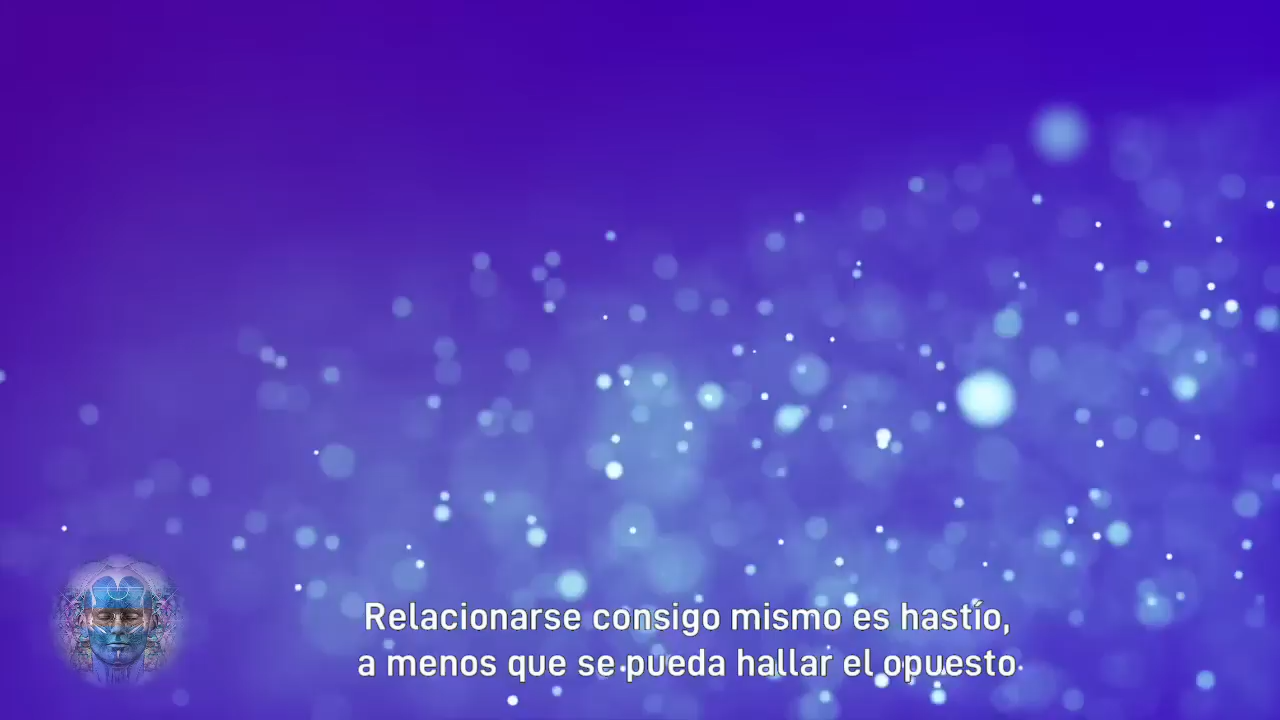 Relacionarse consigo mismo es hastío,
a menos que se pueda hallar el opuesto